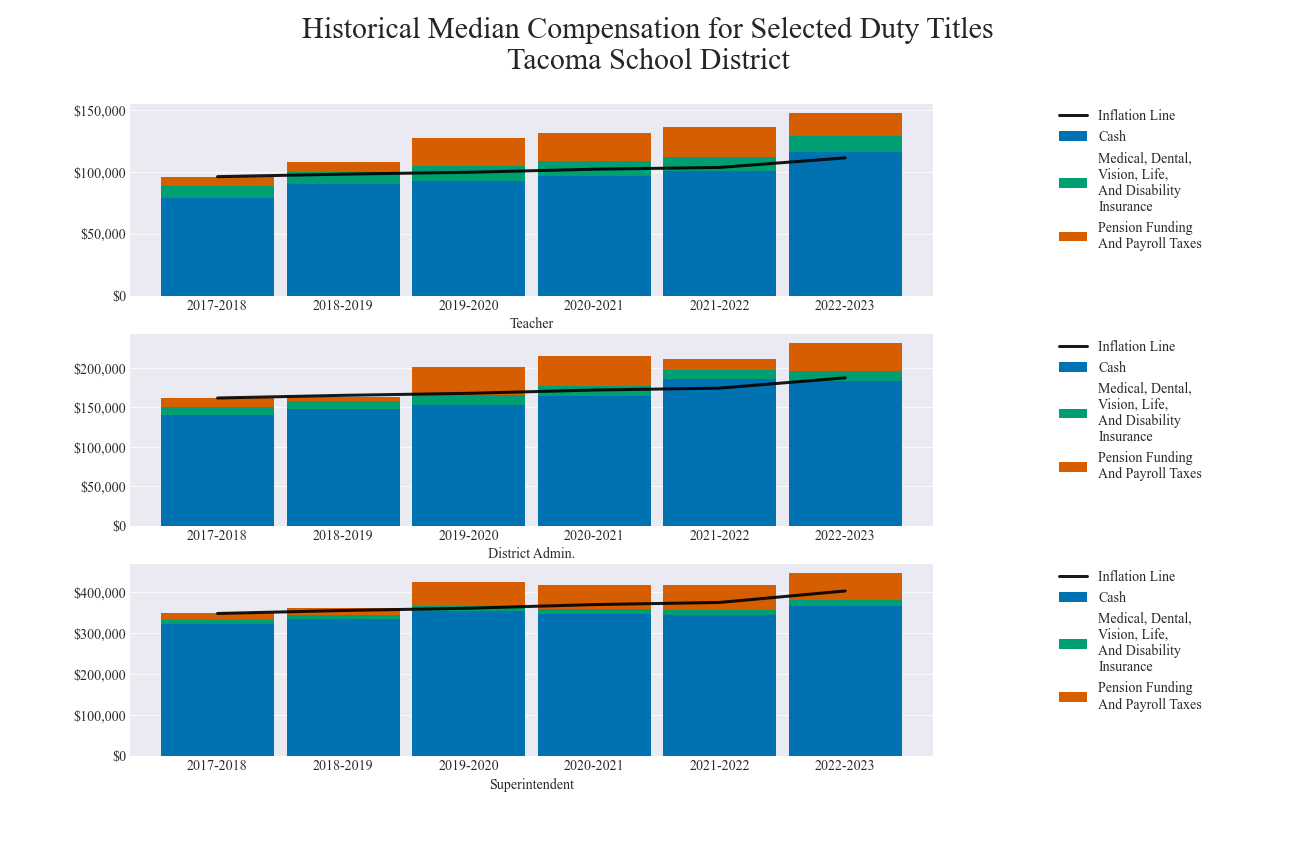 Historical Median Compensation for Selected Duty Titles
Tacoma School District
$150,000
$100,000
$50,000
$0
2017-2018 2018-2019 2019-2020 2020-2021 2021-2022 2022-2023
Teacher
Inflation Line
Cash
Medical, Dental,
Vision, Life,
And Disability
Insurance
Pension Funding
And Payroll Taxes
$200,000
$150,000
$100,000
$50,000
$0
2017-2018 2018-2019 2019-2020 2020-2021 2021-2022 2022-2023
District Admin.
Inflation Line
Cash
Medical, Dental,
Vision, Life,
And Disability
Insurance
Pension Funding
And Payroll Taxes
$400,000
$300,000
$200,000
$100,000
$0
2017-2018 2018-2019 2019-2020 2020-2021 2021-2022 2022-2023
Superintendent
Inflation Line
Cash
Medical, Dental,
Vision, Life,
And Disability
Insurance
Pension Funding
And Payroll Taxes